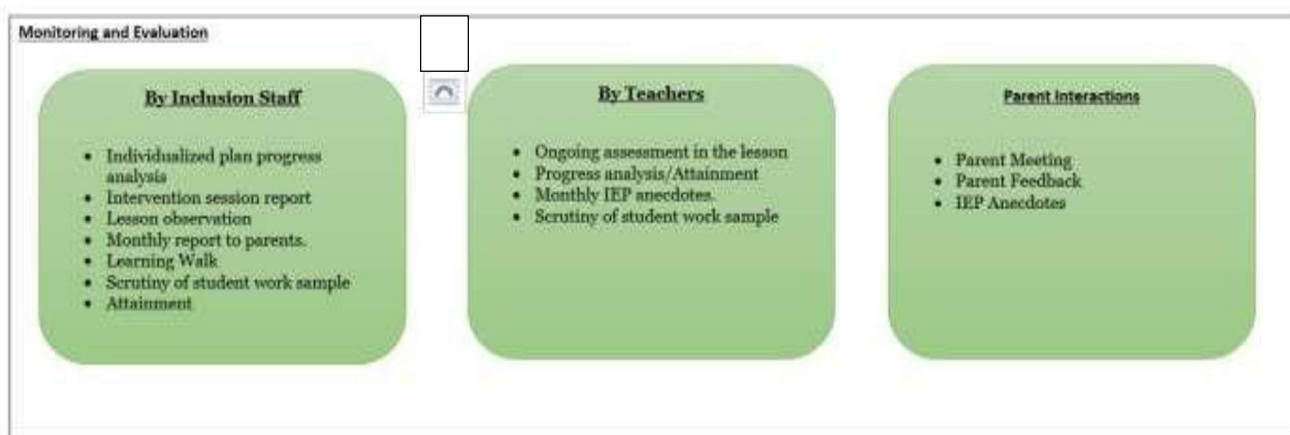 Monitoring and Evaluation
By Inclusion Staff
• Individualized plan progress
analysis
• Intervention session report
• Lesson observation
• Monthly report to parents.
• Learning Walk
• Scrutiny of student work sample
• Attainment
By Teachers
• Ongoing assessment in the lesson
• Progress analysis/Attainment
• Monthly IEP anecdotes.
• Scrutiny of student work sample
Parent Interactions
• Parent Meeting
• Parent Feedback
• IEP Anecdotes